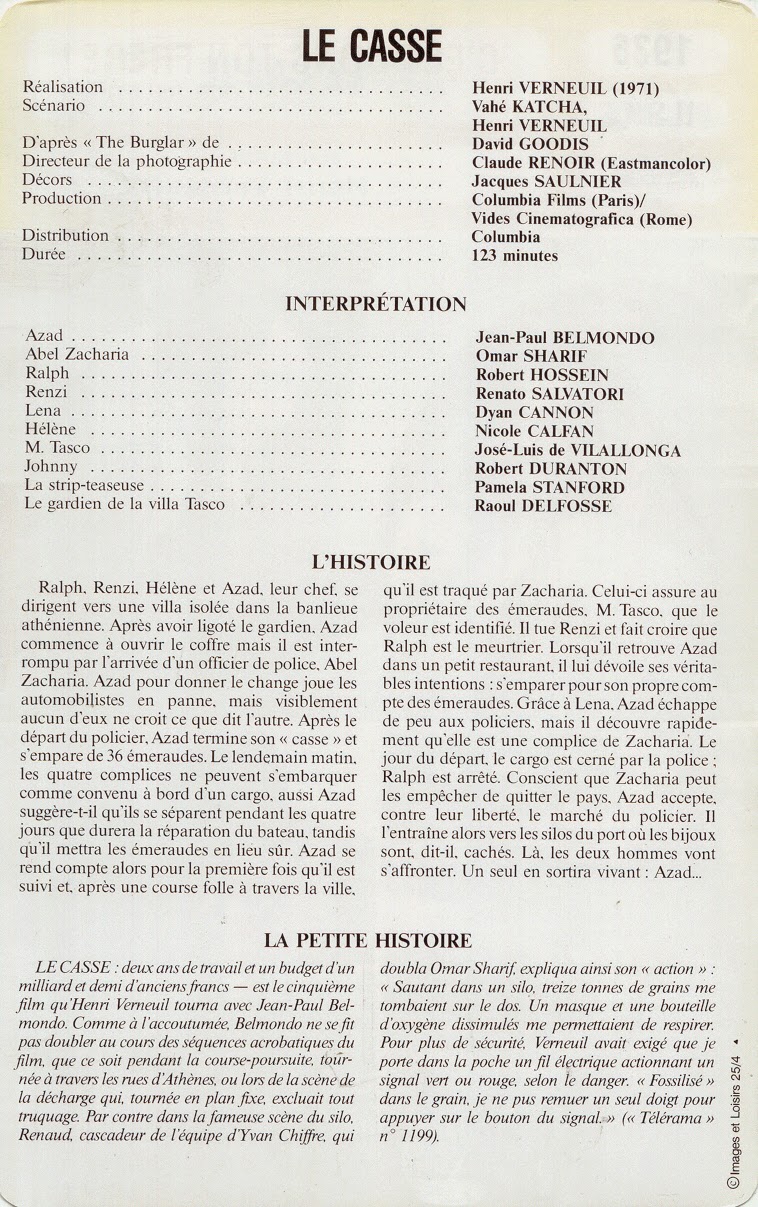 LE CASSE
Réalisation . . . . . . . . . . . . . . . . . . . . . . . . . . . . . . . . . Henri VERNEUIL (1971)
Scénario . . . . . . . . . . . . . . . . . . . . . . . . . . . . . . . . . . . Vahé KATCHA,
Henri VERNEUIL
D'après « The Burglar » de . . . . . . . . . . . . . . . . . . . . . . David GOODIS
Directeur de la photographie . . . . . . . . . . . . . . . . . . . . . Claude RENOIR (Eastmancolor)
Décors . . . . . . . . . . . . . . . . . . . . . . . . . . . . . . . . . . . . Jacques SAULNIER
Production . . . . . . . . . . . . . . . . . . . . . . . . . . . . . . . . . . Columbia Films (Paris)/
Vides Cinematografica (Rome)
Distribution . . . . . . . . . . . . . . . . . . . . . . . . . . . . . . . . . Columbia
Durée . . . . . . . . . . . . . . . . . . . . . . . . . . . . . . . . . . . . . 123 minutes
INTERPRÉTATION
Azad . . . . . . . . . . . . . . . . . . . . . . . . . . . . . . . . . . . . . . Jean-Paul BELMONDO
Abel Zacharia . . . . . . . . . . . . . . . . . . . . . . . . . . . . . . . Omar SHARIF
Ralph . . . . . . . . . . . . . . . . . . . . . . . . . . . . . . . . . . . . . Robert HOSSEIN
Renzi . . . . . . . . . . . . . . . . . . . . . . . . . . . . . . . . . . . . . Renato SALVATORI
Lena . . . . . . . . . . . . . . . . . . . . . . . . . . . . . . . . . . . . . . Dyan CANNON
Hélène . . . . . . . . . . . . . . . . . . . . . . . . . . . . . . . . . . . . Nicole CALFAN
M. Tasco . . . . . . . . . . . . . . . . . . . . . . . . . . . . . . . . . . . José-Luis de VILALLONGA
Johnny . . . . . . . . . . . . . . . . . . . . . . . . . . . . . . . . . . . . Robert DURANTON
La strip-teaseuse . . . . . . . . . . . . . . . . . . . . . . . . . . . . . . Pamela STANFORD
Le gardien de la villa Tasco . . . . . . . . . . . . . . . . . . . . . Raoul DELFOSSE
L'HISTOIRE
Ralph, Renzi, Hélène et Azad, leur chef, se
dirigent vers une villa isolée dans la banlieue
athénienne. Après avoir ligoté le gardien, Azad
commence à ouvrir le coffre mais il est inter-
rompu par l'arrivée d'un officier de police, Abel
Zacharia. Azad pour donner le change joue les
automobilistes en panne, mais visiblement
aucun d'eux ne croit ce que dit l'autre. Après le
départ du policier, Azad termine son « casse » et
s'empare de 36 émeraudes. Le lendemain matin,
les quatre complices ne peuvent s'embarquer
comme convenu à bord d'un cargo, aussi Azad
suggère-t-il qu'ils se séparent pendant les quatre
jours que durera la réparation du bateau, tandis
qu'il mettra les émeraudes en lieu sûr. Azad se
rend compte alors pour la première fois qu'il est
suivi et, après une course folle à travers la ville,
qu'il est traqué par Zacharia. Celui-ci assure au
propriétaire des émeraudes, M. Tasco, que le
voleur est identifié. Il tue Renzi et fait croire que
Ralph est le meurtrier. Lorsqu'il retrouve Azad
dans un petit restaurant, il lui dévoile ses vérita-
bles intentions : s'emparer pour son propre com-
pte des émeraudes. Grâce à Lena, Azad échappe
de peu aux policiers, mais il découvre rapide-
ment qu'elle est une complice de Zacharia. Le
jour du départ, le cargo est cerné par la police ;
Ralph est arrêté. Conscient que Zacharia peut
les empêcher de quitter le pays, Azad accepte,
contre leur liberté, le marché du policier. Il
l'entraîne alors vers les silos du port où les bijoux
sont, dit-il, cachés. Là, les deux hommes vont
s'affronter. Un seul en sortira vivant : Azad...
LA PETITE HISTOIRE
LE CASSE : deux ans de travail et un budget d'un
milliard et demi d'anciens francs — est le cinquième
film qu'Henri Verneuil tourna avec Jean-Paul Bel-
mondo. Comme à l'accoutumée, Belmondo ne se fit
pas doubler au cours des séquences acrobatiques du
film, que ce soit pendant la course-poursuite, tour-
née à travers les rues d'Athènes, ou lors de la scène de
la décharge qui, tournée en plan fixe, excluait tout
truquage. Par contre dans la fameuse scène du silo,
Renaud, cascadeur de l'équipe d'Yvan Chiffre, qui
doubla Omar Sharif, expliqua ainsi son « action » :
« Sautant dans un silo, treize tonnes de grains me
tombaient sur le dos. Un masque et une bouteille
d'oxygène dissimulés me permettaient de respirer.
Pour plus de sécurité, Verneuil avait exigé que je
porte dans la poche un fil électrique actionnant un
signal vert ou rouge, selon le danger. « Fossilisé »
dans le grain, je ne pus remuer un seul doigt pour
appuyer sur le bouton du signal. » (« Télérama »
n° 1199).
© Images et Loisirs 25/4